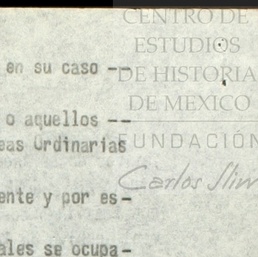 CENTRO DE
ESTUDIOS
DE HISTORIA
DE MEXICO
FUNDACIÓN
Carlos Slim
en su caso --
o aquellos --
eas Ordinarias
ente y por es-
ales se ocupa-